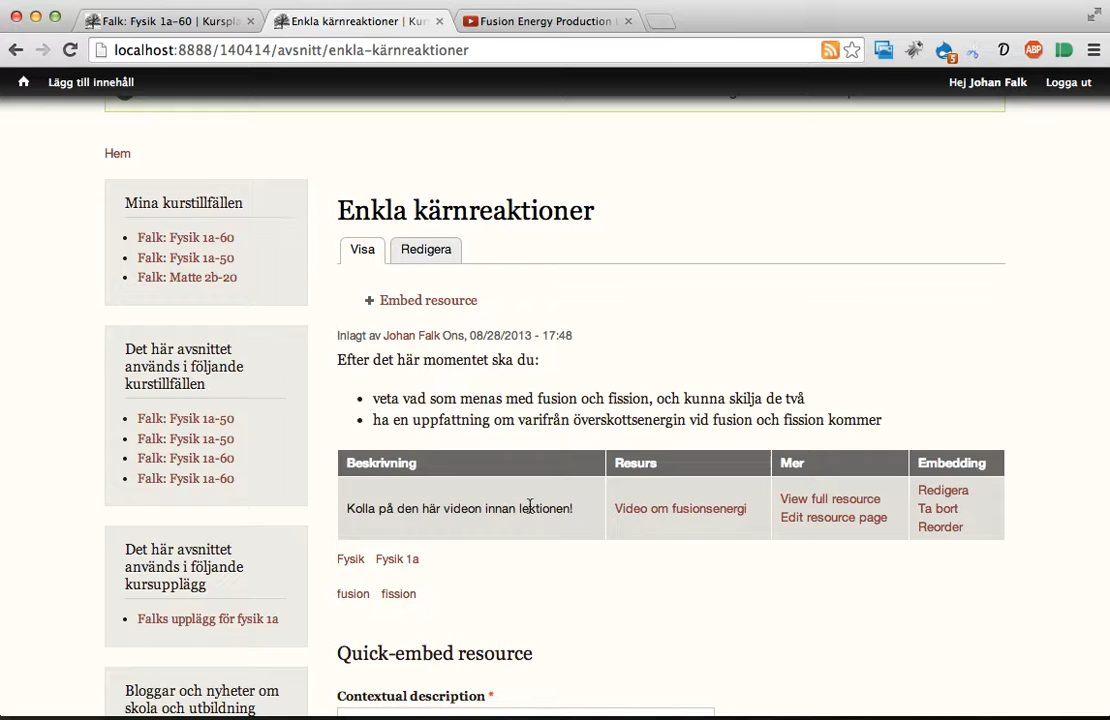 Falk: Fysik 1a-60 | Kurspla
Enkla kärnreaktioner | Kur
Fusion Energy Production
localhost:8888/140414/avsnitt/enkla-kärnreaktioner
5
ABP
Lägg till innehåll
Hej Johan Falk
Logga ut
Hem
Mina kurstillfällen
Falk: Fysik 1a-60
Falk: Fysik 1a-50
Falk: Matte 2b-20
Det här avsnittet
används i följande
kurstillfällen
Falk: Fysik 1a-50
Falk: Fysik 1a-50
Falk: Fysik 1a-60
Falk: Fysik 1a-60
Det här avsnittet
används i följande
kursupplägg
Falks upplägg för fysik 1a
Bloggar och nyheter om
skola och utbildning
Enkla kärnreaktioner
Visa
Redigera
Embed resource
Inlagt av Johan Falk Ons, 08/28/2013 - 17:48
Efter det här momentet ska du:
veta vad som menas med fusion och fission, och kunna skilja de två
ha en uppfattning om varifrån överskottsenergin vid fusion och fission kommer
Beskrivning Resurs Mer Embedding
Kolla på den här videon innan lektionen!
Video om fusionsenergi
View full resource
Edit resource page
Redigera
Ta bort
Reorder
Fysik Fysik 1a
fusion fission
Quick-embed resource
Contextual description *